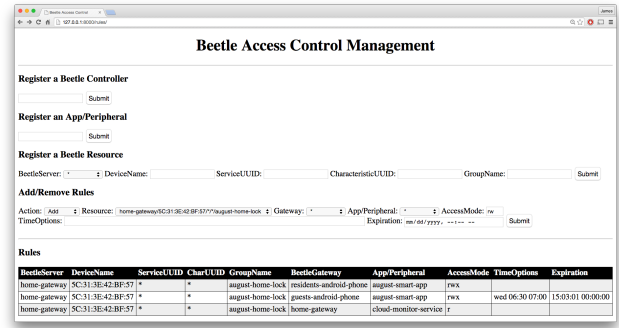 Beetle Access Control
James
127.0.0.1:8000/rules/
Beetle Access Control Management
Register a Beetle Controller
Submit
Register an App/Peripheral
Submit
Register a Beetle Resource
BeetleServer: * DeviceName: ServiceUUID: CharacteristicUUID: GroupName: Submit
Add/Remove Rules
Action: Add Resource: home-gateway/5C:31:3E:42:BF:57/*/*/august-home-lock Gateway: * App/Peripheral: * AccessMode: rw
TimeOptions: Expiration: mm/dd/yyyy, --:-- -- Submit
Rules
BeetleServer DeviceName ServiceUUID CharUUID GroupName BeetleGateway App/Peripheral AccessMode TimeOptions Expiration
home-gateway 5C:31:3E:42:BF:57 * * august-home-lock residents-android-phone august-smart-app rwx
home-gateway 5C:31:3E:42:BF:57 * * august-home-lock guests-android-phone august-smart-app rwx wed 06:30 07:00 15:03:01 00:00:00
home-gateway 5C:31:3E:42:BF:57 * * august-home-lock home-gateway cloud-monitor-service r